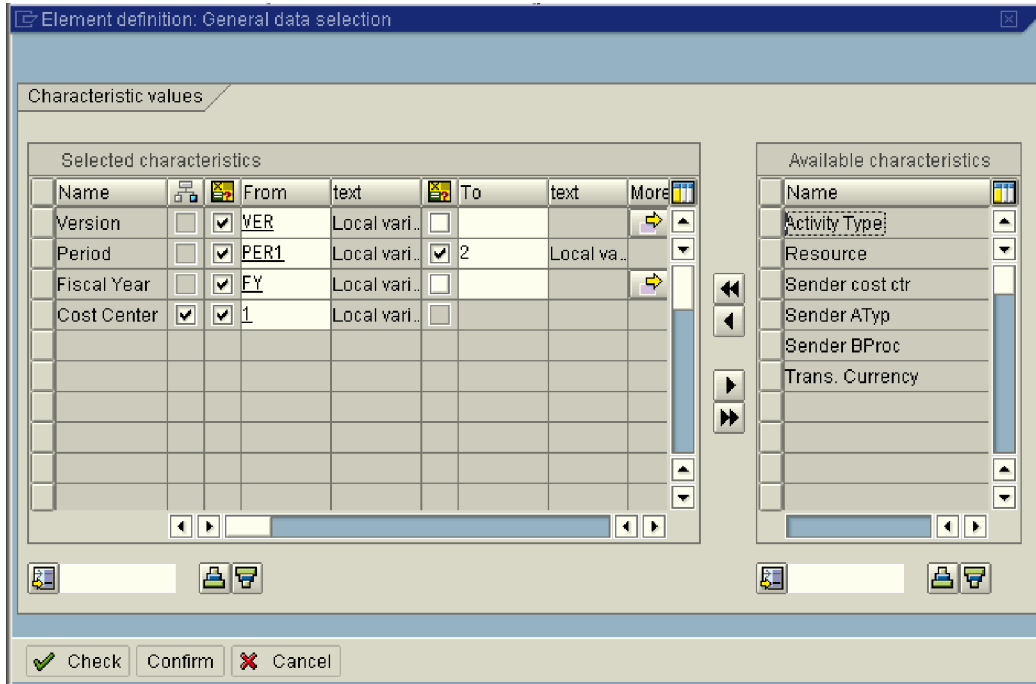 Element definition: General data selection
Characteristic values
Selected characteristics
Available characteristics
Name From text To text More
Name
Version VER Local vari..
Activity Type
Period PER1 Local vari.. 2 Local va..
Resource
Fiscal Year FY Local vari..
Sender cost ctr
Cost Center 1 Local vari..
Sender ATyp
Sender BProc
Trans. Currency
Check Confirm Cancel